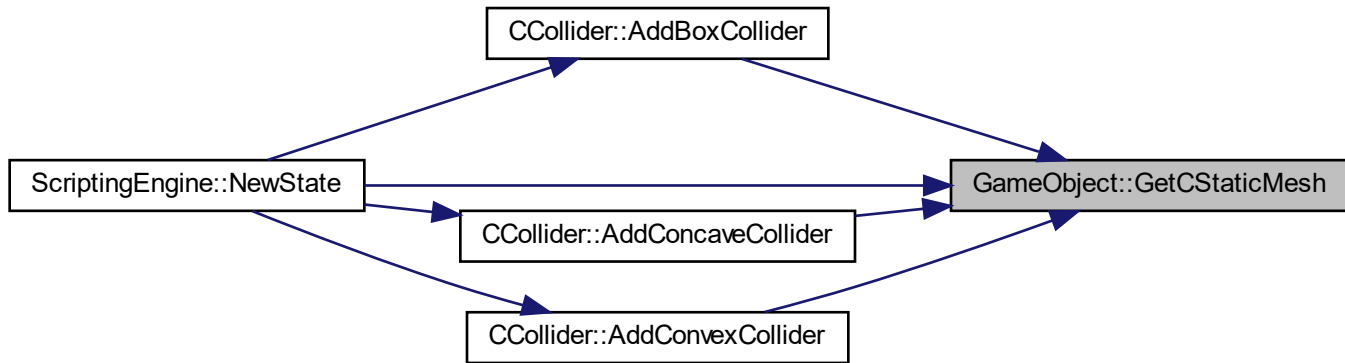 CCollider::AddBoxCollider
ScriptingEngine::NewState
GameObject::GetCStaticMesh
CCollider::AddConcaveCollider
CCollider::AddConvexCollider